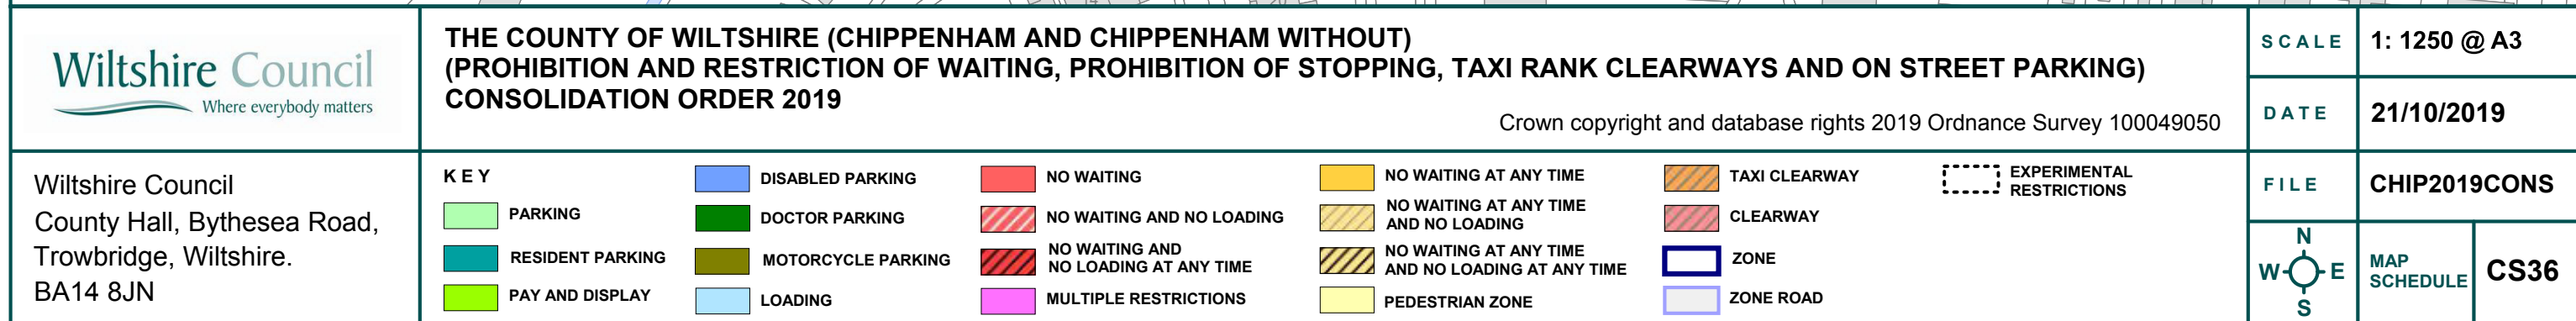 Wiltshire Council
Where everybody matters
THE COUNTY OF WILTSHIRE (CHIPPENHAM AND CHIPPENHAM WITHOUT)
(PROHIBITION AND RESTRICTION OF WAITING, PROHIBITION OF STOPPING, TAXI RANK CLEARWAYS AND ON STREET PARKING)
CONSOLIDATION ORDER 2019
Crown copyright and database rights 2019 Ordnance Survey 100049050
SCALE
1: 1250 @ A3
DATE
21/10/2019
Wiltshire Council
County Hall, Bythesea Road,
Trowbridge, Wiltshire.
BA14 8JN
KEY
PARKING
RESIDENT PARKING
PAY AND DISPLAY
DISABLED PARKING
DOCTOR PARKING
MOTORCYCLE PARKING
LOADING
NO WAITING
NO WAITING AND NO LOADING
NO WAITING AND
NO LOADING AT ANY TIME
MULTIPLE RESTRICTIONS
NO WAITING AT ANY TIME
NO WAITING AT ANY TIME
AND NO LOADING
NO WAITING AT ANY TIME
AND NO LOADING AT ANY TIME
PEDESTRIAN ZONE
TAXI CLEARWAY
CLEARWAY
ZONE
ZONE ROAD
EXPERIMENTAL
RESTRICTIONS
FILE
CHIP2019CONS
N
W E
S
MAP
SCHEDULE
CS36